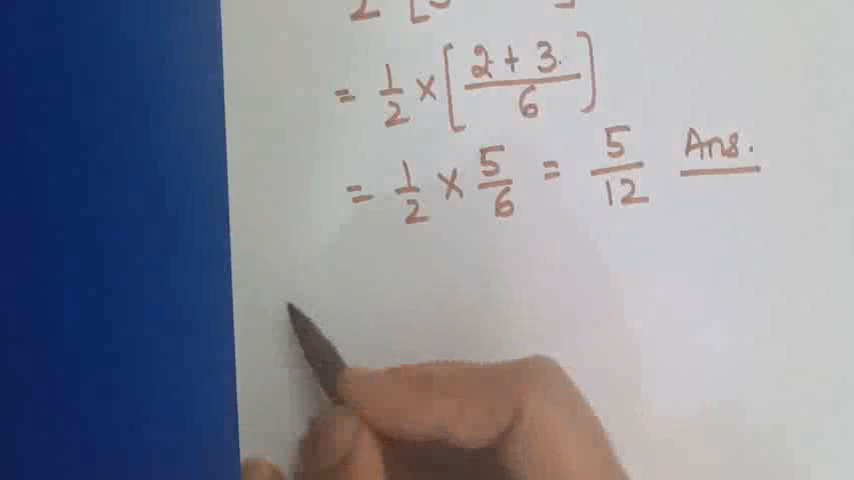 = 1/2 × [2 + 3 / 6]
= 1/2 × 5/6 = 5/12 Ans.